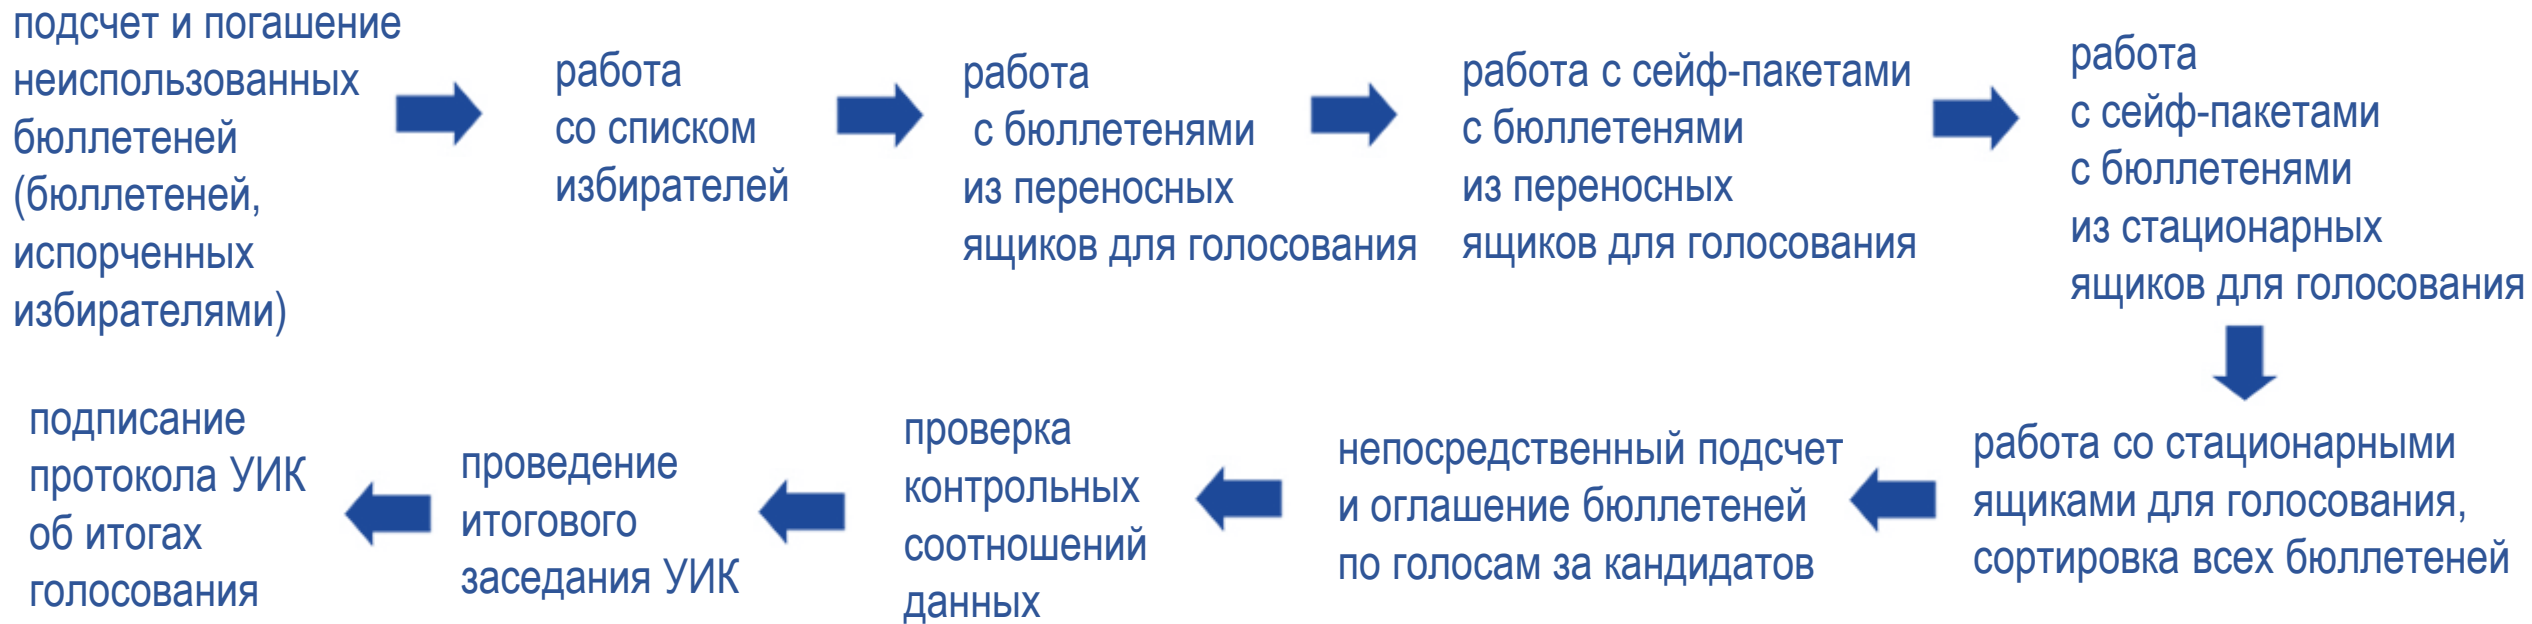 подсчет и погашение
неиспользованных
бюллетеней
(бюллетеней,
испорченных
избирателями)
работа
со списком
избирателей
работа
с бюллетенями
из переносных
ящиков для голосования
работа с сейф-пакетами
с бюллетенями
из переносных
ящиков для голосования
работа
с сейф-пакетами
с бюллетенями
из стационарных
ящиков для голосования
работа со стационарными
ящиками для голосования,
сортировка всех бюллетеней
непосредственный подсчет
и оглашение бюллетеней
по голосам за кандидатов
проверка
контрольных
соотношений
данных
проведение
итогового
заседания УИК
подписание
протокола УИК
об итогах
голосования